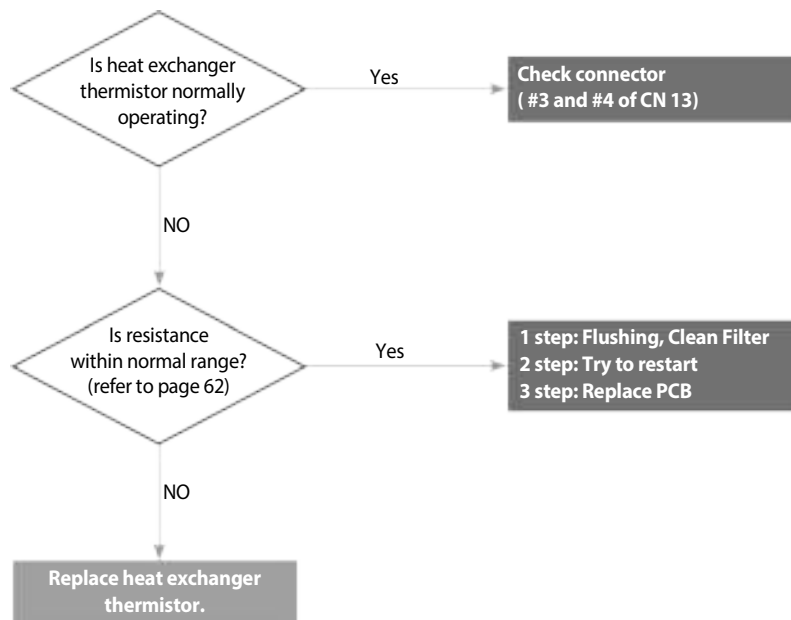 Is heat exchanger
thermistor normally
operating?
Yes
Check connector
( #3 and #4 of CN 13)
NO
Is resistance
within normal range?
(refer to page 62)
Yes
1 step: Flushing, Clean Filter
2 step: Try to restart
3 step: Replace PCB
NO
Replace heat exchanger
thermistor.